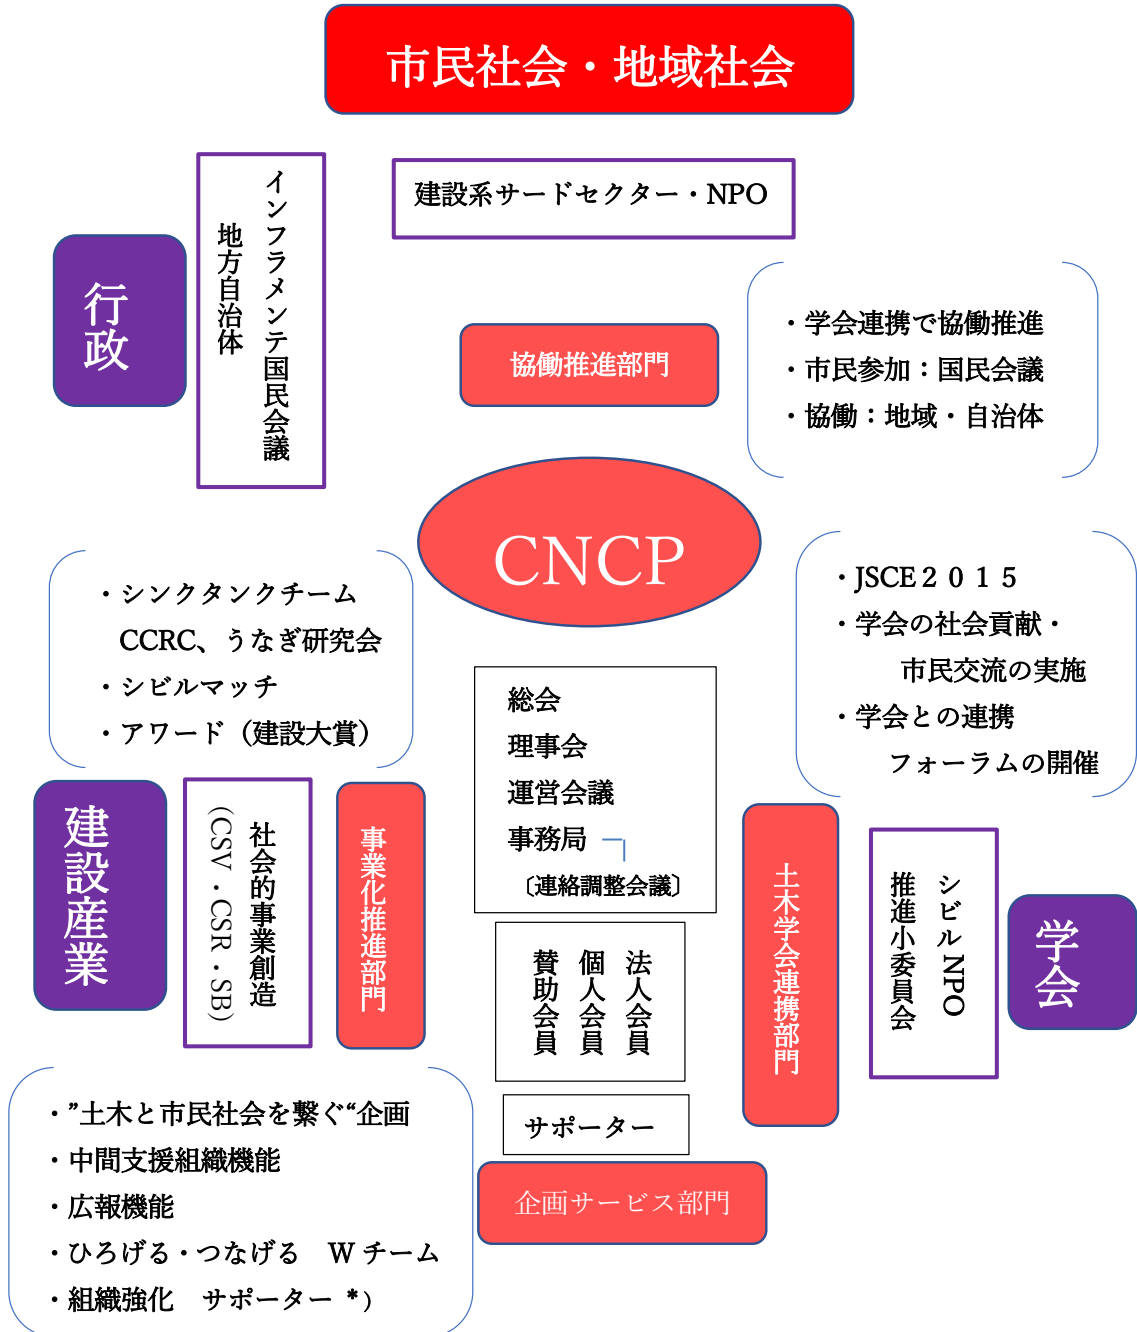 市民社会・地域社会
建設系サードセクター・NPO
インフラメンテ国民会議
地方自治体
行政
協働推進部門
・学会連携で協働推進
・市民参加：国民会議
・協働：地域・自治体
CNCP
・シンクタンクチーム
CCRC、うなぎ研究会
・シビルマッチ
・アワード（建設大賞）
・JSCE２０１５
・学会の社会貢献・
市民交流の実施
・学会との連携
フォーラムの開催
総会
理事会
運営会議
事務局
〔連絡調整会議〕
建設産業
社会的事業創造
（CSV・CSR・SB）
事業化推進部門
土木学会連携部門
シビル NPO
推進小委員会
学会
法人会員
個人会員
賛助会員
サポーター
企画サービス部門
・”土木と市民社会を繋ぐ“企画
・中間支援組織機能
・広報機能
・ひろげる・つなげる　W チーム
・組織強化　サポーター *）